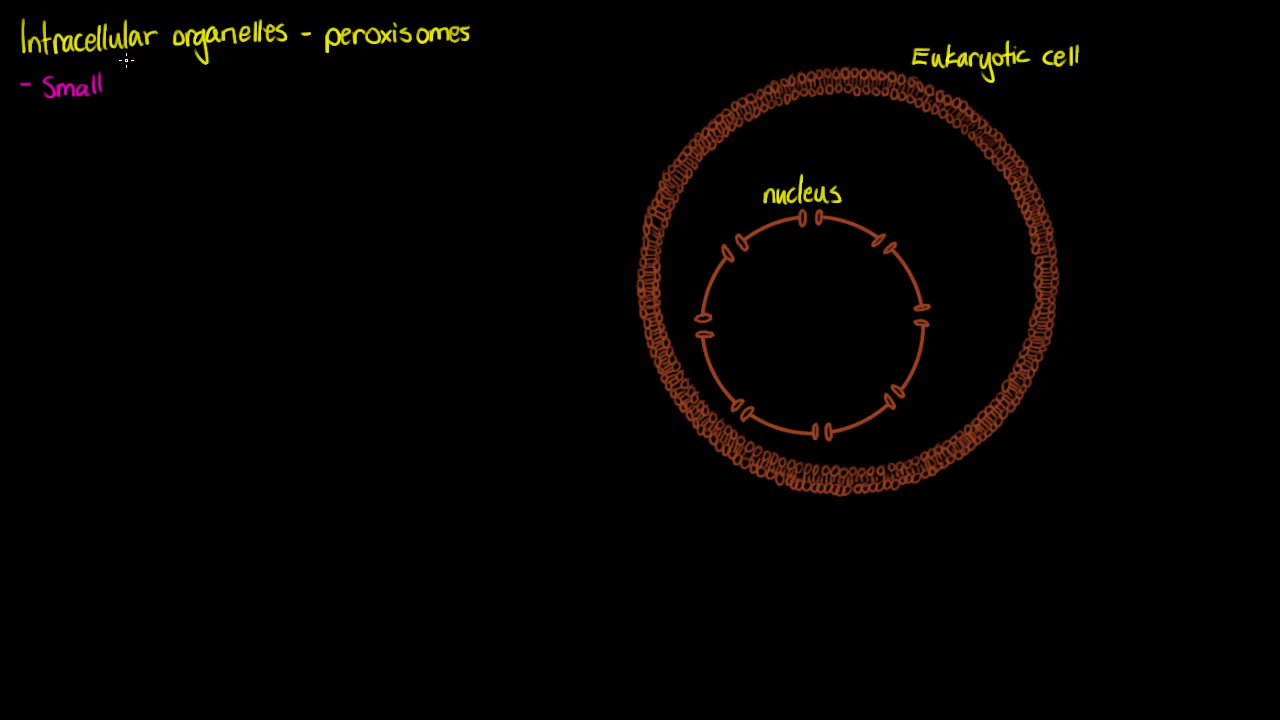 Intracellular organelles - peroxisomes
- Small
Eukaryotic cell
nucleus